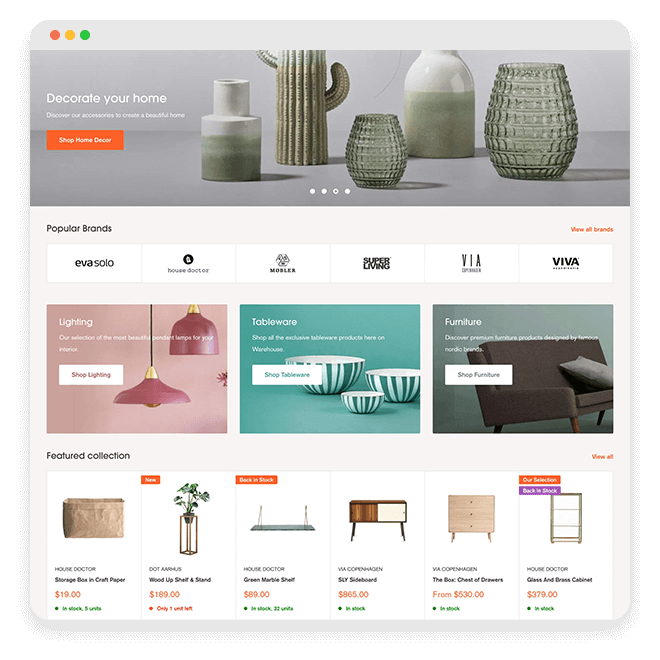 Decorate your home
Discover our accessories to create a beautiful home
Shop Home Decor
Popular Brands
View all brands
eva solo
house doctor
MØBLER
SUPER
LIVING
VIA
COPENHAGEN
VIVA
scandinavia
Lighting
Our selection of the most beautiful pendant lamps for your
interior.
Shop Lighting
Tableware
Shop all the exclusive tableware products here on
Warehouse.
Shop Tableware
Furniture
Discover premium furniture products designed by famous
nordic brands.
Shop Furniture
Featured collection
View all
HOUSE DOCTOR
Storage Box in Craft Paper
$19.00
In stock, 5 units
New
DOT AARHUS
Wood Up Shelf & Stand
$189.00
Only 1 unit left
Back in Stock
HOUSE DOCTOR
Green Marble Shelf
$89.00
In stock, 32 units
VIA COPENHAGEN
SLY Sideboard
$865.00
In stock
VIA COPENHAGEN
The Box: Chest of Drawers
From $530.00
In stock
Our Selection
Back in Stock
HOUSE DOCTOR
Glass And Brass Cabinet
$379.00
In stock